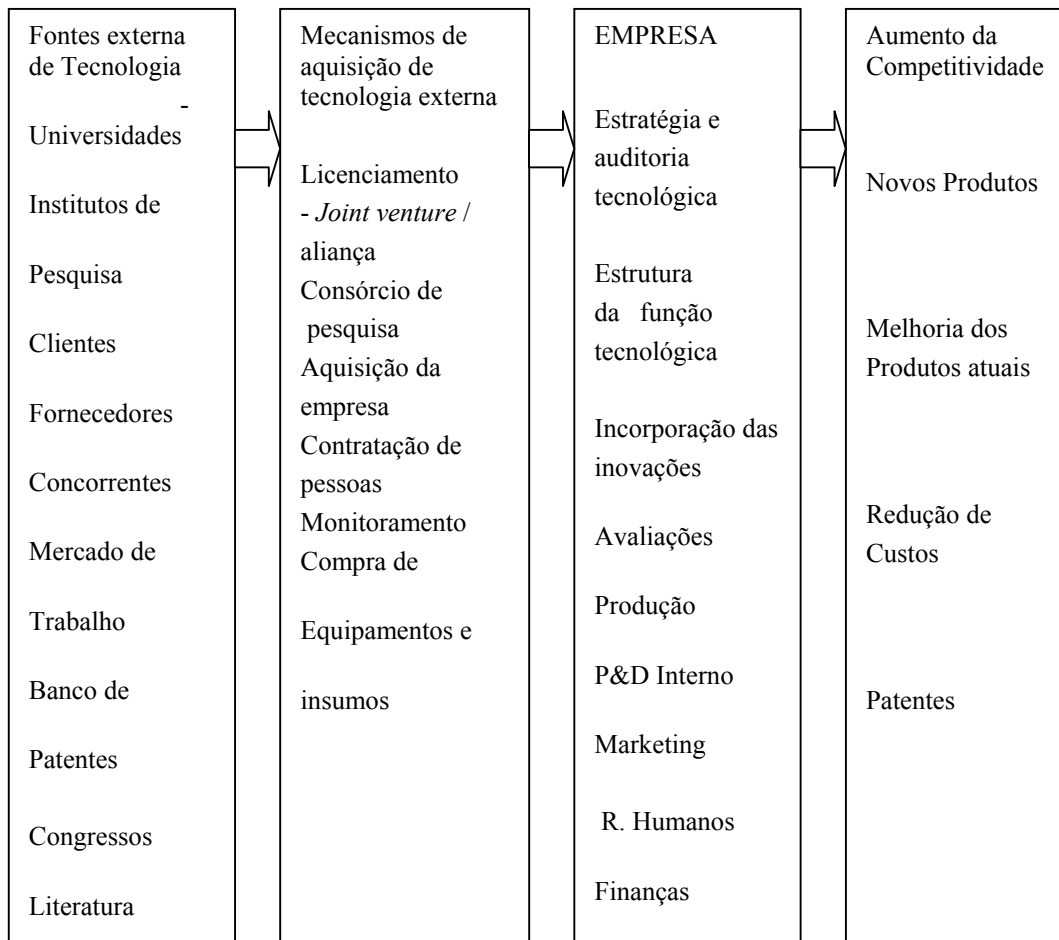 Fontes externa
de Tecnologia
-
Universidades
Institutos de
Pesquisa
Clientes
Fornecedores
Concorrentes
Mercado de
Trabalho
Banco de
Patentes
Congressos
Literatura
Mecanismos de
aquisição de
tecnologia externa
Licenciamento
- Joint venture /
aliança
Consórcio de
pesquisa
Aquisição da
empresa
Contratação de
pessoas
Monitoramento
Compra de
Equipamentos e
insumos
EMPRESA
Estratégia e
auditoria
tecnológica
Estrutura
da função
tecnológica
Incorporação das
inovações
Avaliações
Produção
P&D Interno
Marketing
R. Humanos
Finanças
Aumento da
Competitividade
Novos Produtos
Melhoria dos
Produtos atuais
Redução de
Custos
Patentes